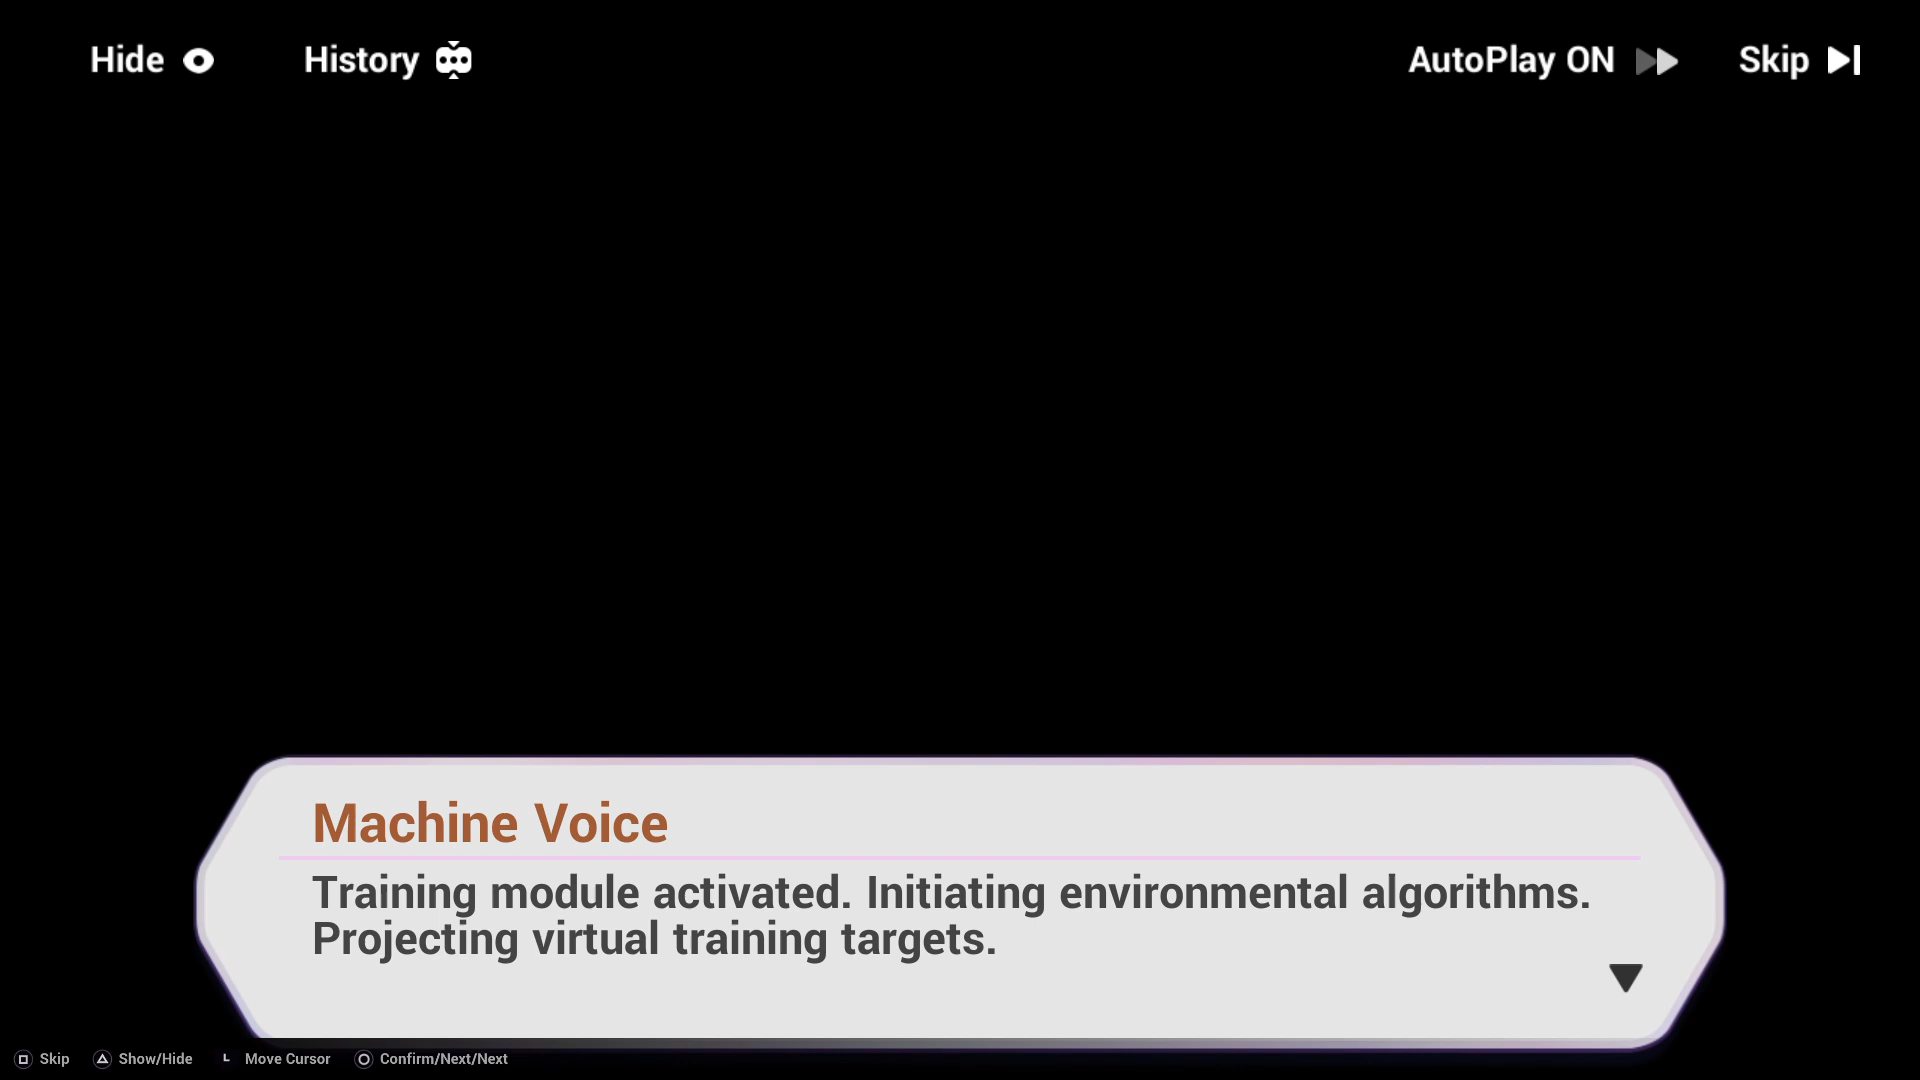 Hide
History
AutoPlay ON
Skip
Machine Voice
Training module activated. Initiating environmental algorithms.
Projecting virtual training targets.
Skip
Show/Hide
L
Move Cursor
Confirm/Next/Next